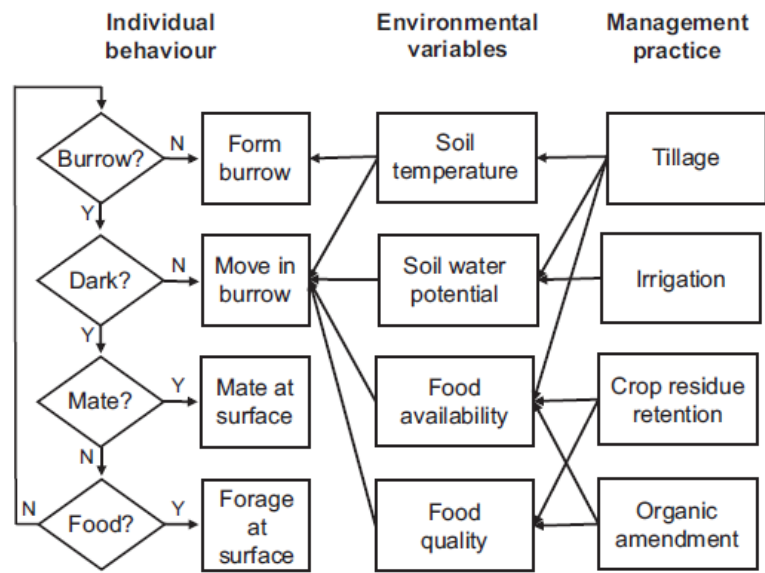 Individual
behaviour
Environmental
variables
Management
practice
Burrow?
N
Form
burrow
Soil
temperature
Tillage
Y
Dark?
N
Move in
burrow
Soil water
potential
Irrigation
Y
Mate?
Y
Mate at
surface
Food
availability
Crop residue
retention
N
N
Food?
Y
Forage
at
surface
Food
quality
Organic
amendment